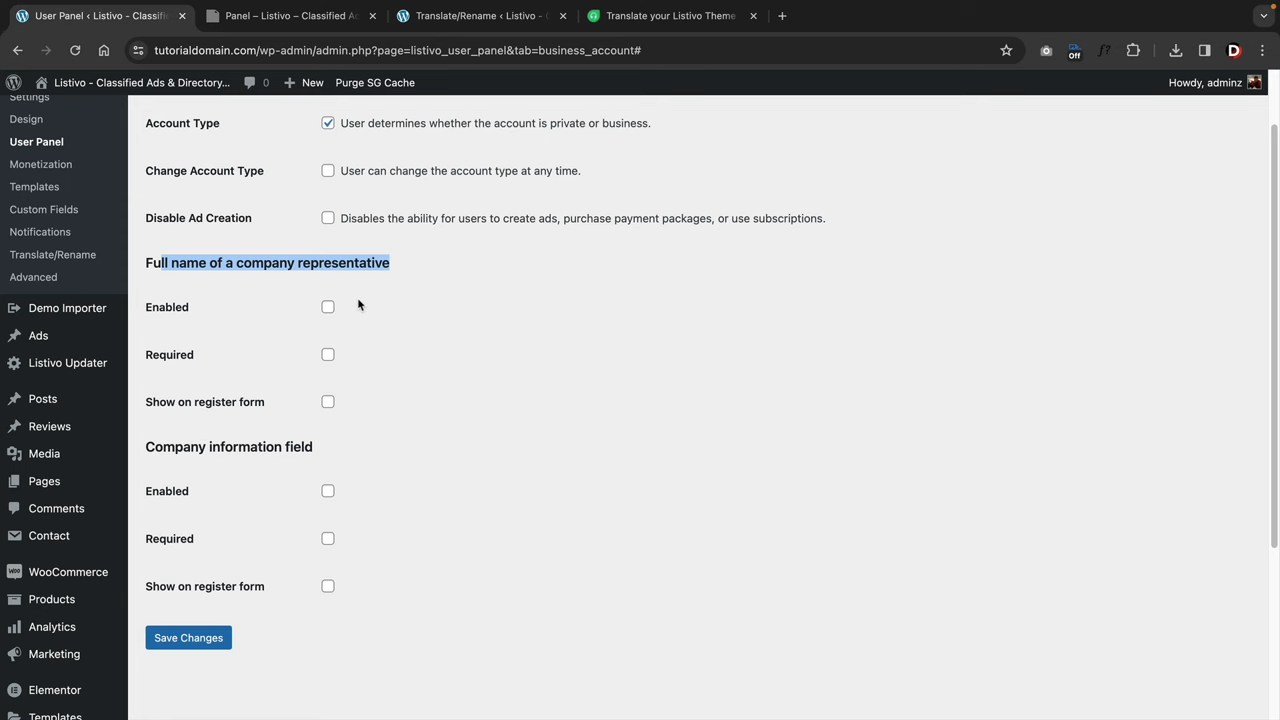 Panel ‹ Listivo - Classifi
Panel – Listivo – Classified Ad
Translate/Rename ‹ Listivo -
Translate your Listivo Theme
tutorialdomain.com/wp-admin/admin.php?page=listivo_user_panel&tab=business_account#
Off
f?
D
Listivo - Classified Ads & Directory...
0
New
Purge SG Cache
Howdy, adminz
Settings
Design
User Panel
Monetization
Templates
Custom Fields
Notifications
Translate/Rename
Advanced
Demo Importer
Ads
Listivo Updater
Posts
Reviews
Media
Pages
Comments
Contact
WooCommerce
Products
Analytics
Marketing
Elementor
Templates
Account Type
User determines whether the account is private or business.
Change Account Type
User can change the account type at any time.
Disable Ad Creation
Disables the ability for users to create ads, purchase payment packages, or use subscriptions.
Full name of a company representative
Enabled
Required
Show on register form
Company information field
Enabled
Required
Show on register form
Save Changes